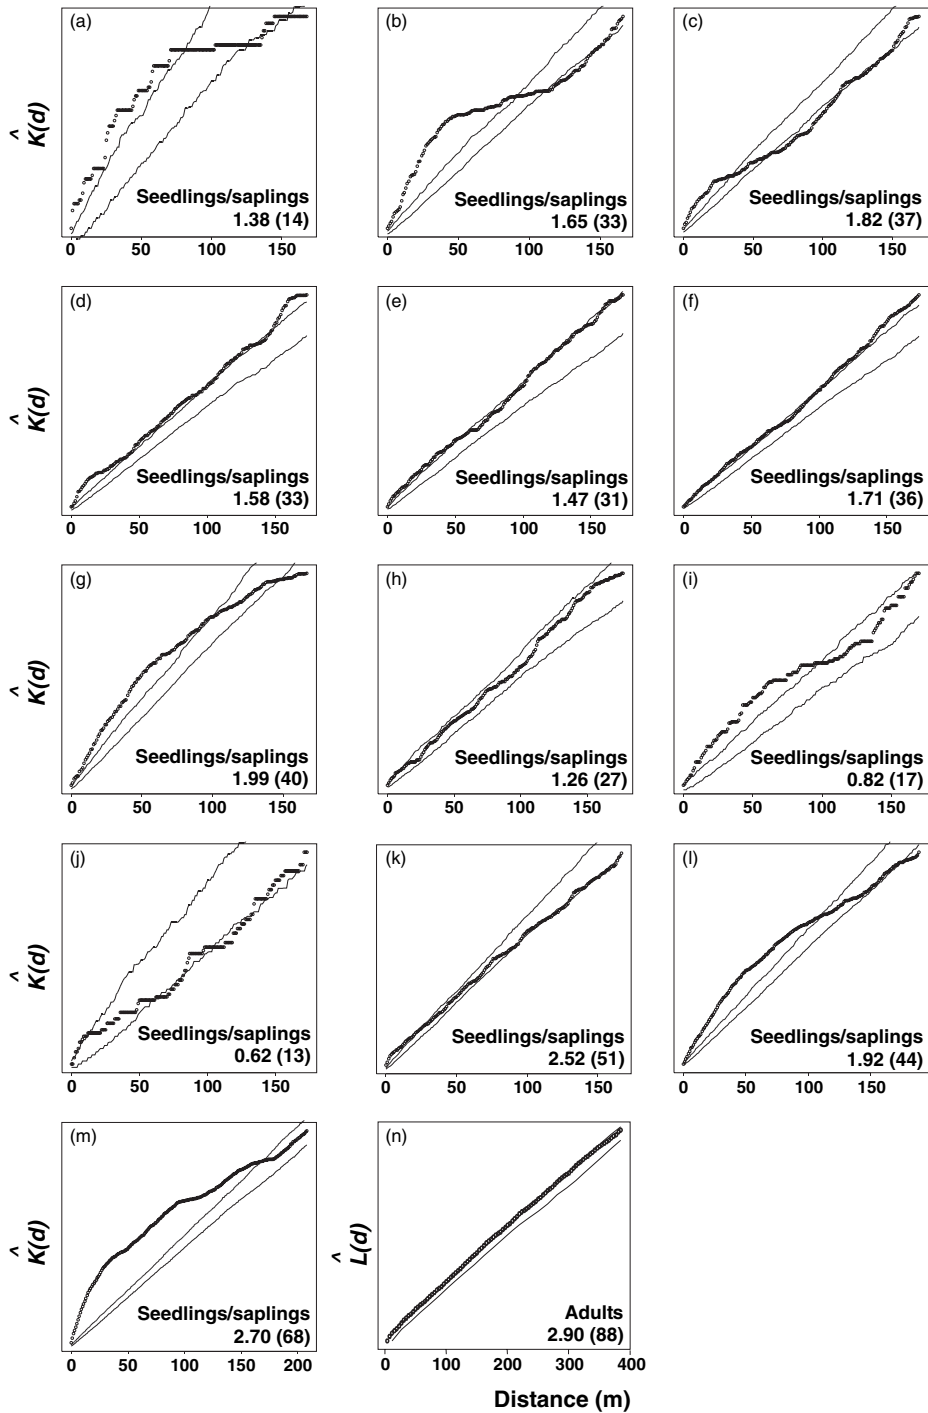 (a)
(b)
(c)
^
K(d)
Seedlings/saplings
1.38 (14)
Seedlings/saplings
1.65 (33)
Seedlings/saplings
1.82 (37)
0 50 100 150
0 50 100 150
0 50 100 150
(d)
(e)
(f)
^
K(d)
Seedlings/saplings
1.58 (33)
Seedlings/saplings
1.47 (31)
Seedlings/saplings
1.71 (36)
0 50 100 150
0 50 100 150
0 50 100 150
(g)
(h)
(i)
^
K(d)
Seedlings/saplings
1.99 (40)
Seedlings/saplings
1.26 (27)
Seedlings/saplings
0.82 (17)
0 50 100 150
0 50 100 150
0 50 100 150
(j)
(k)
(l)
^
K(d)
Seedlings/saplings
0.62 (13)
Seedlings/saplings
2.52 (51)
Seedlings/saplings
1.92 (44)
0 50 100 150
0 50 100 150
0 50 100 150
(m)
(n)
^
K(d)
^
L(d)
Seedlings/saplings
2.70 (68)
Adults
2.90 (88)
0 50 100 150 200
0 100 200 300 400
Distance (m)